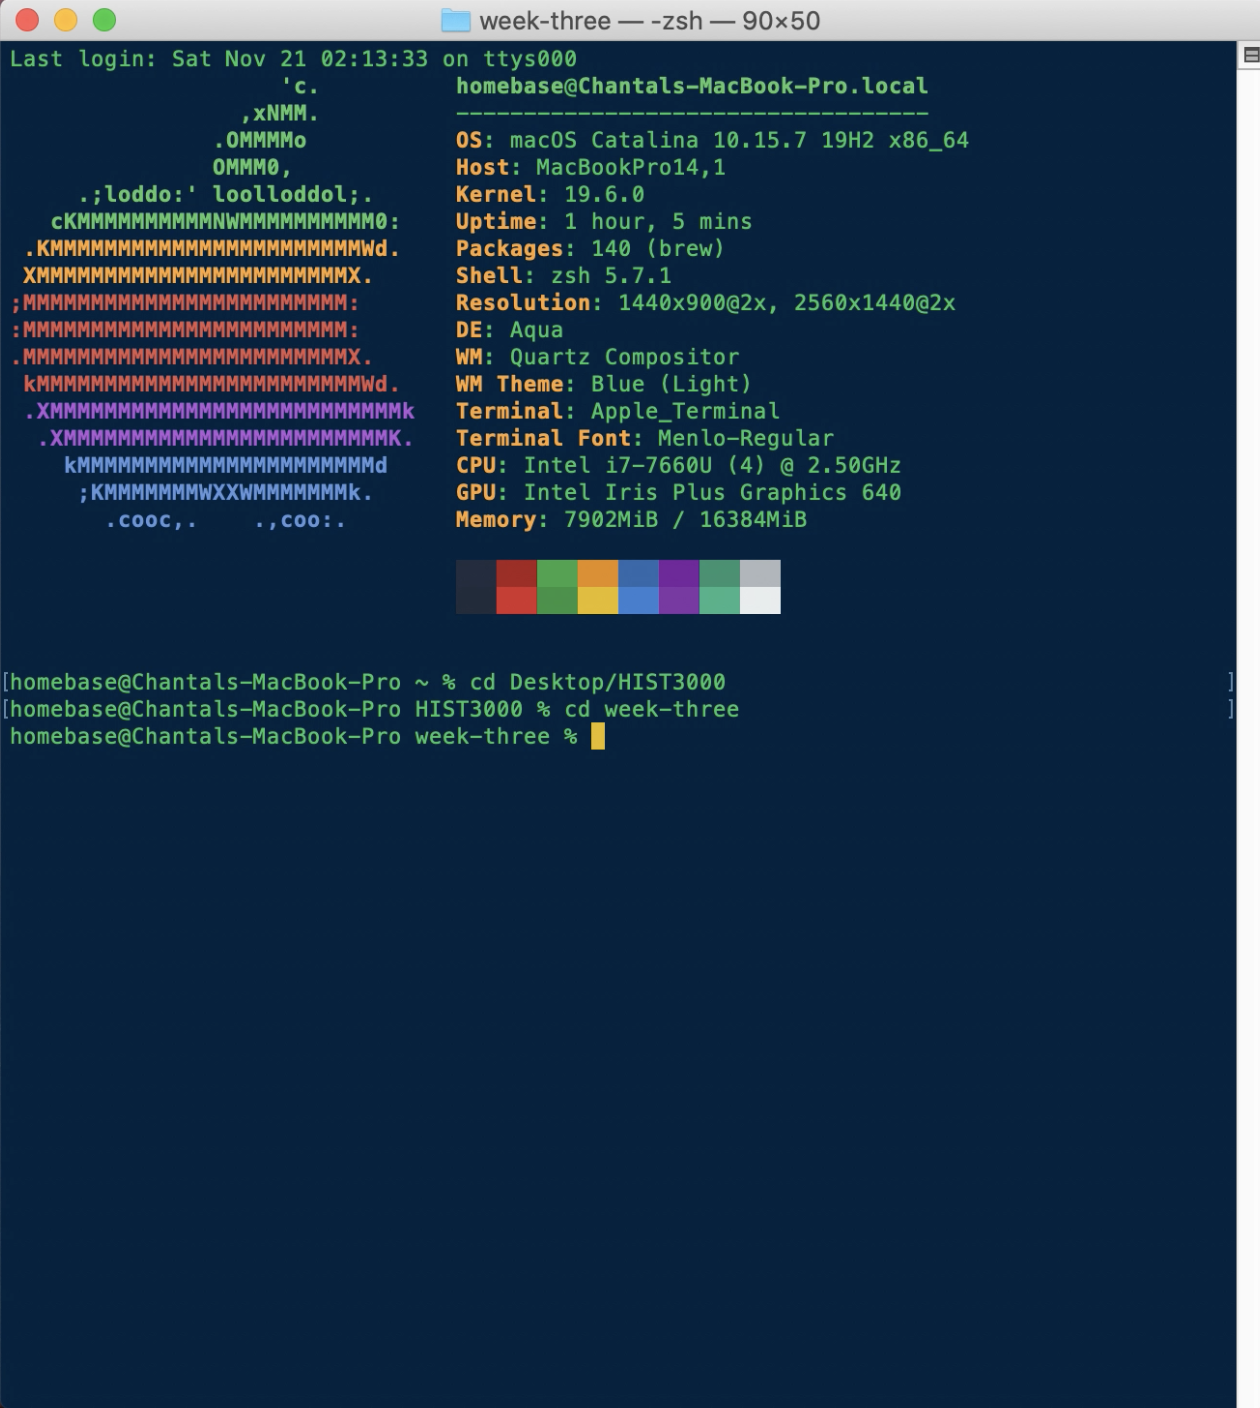 week-three — -zsh — 90×50
Last login: Sat Nov 21 02:13:33 on ttys000
                    'c.          homebase@Chantals-MacBook-Pro.local
                 ,xNMM.          -----------------------------------
               .OMMMMo           OS: macOS Catalina 10.15.7 19H2 x86_64
               OMMM0,            Host: MacBookPro14,1
     .;loddo:' loolloddol;.      Kernel: 19.6.0
   cKMMMMMMMMMMNWMMMMMMMMMM0:    Uptime: 1 hour, 5 mins
 .KMMMMMMMMMMMMMMMMMMMMMMMWd.    Packages: 140 (brew)
 XMMMMMMMMMMMMMMMMMMMMMMMX.      Shell: zsh 5.7.1
;MMMMMMMMMMMMMMMMMMMMMMMM:       Resolution: 1440x900@2x, 2560x1440@2x
:MMMMMMMMMMMMMMMMMMMMMMMM:       DE: Aqua
.MMMMMMMMMMMMMMMMMMMMMMMMX.      WM: Quartz Compositor
 kMMMMMMMMMMMMMMMMMMMMMMMMWd.    WM Theme: Blue (Light)
 .XMMMMMMMMMMMMMMMMMMMMMMMMMMk   Terminal: Apple_Terminal
  .XMMMMMMMMMMMMMMMMMMMMMMMMK.   Terminal Font: Menlo-Regular
    kMMMMMMMMMMMMMMMMMMMMMMd     CPU: Intel i7-7660U (4) @ 2.50GHz
     ;KMMMMMMMWXXWMMMMMMMk.      GPU: Intel Iris Plus Graphics 640
       .cooc,.    .,coo:.        Memory: 7902MiB / 16384MiB
[homebase@Chantals-MacBook-Pro ~ % cd Desktop/HIST3000 ]
[homebase@Chantals-MacBook-Pro HIST3000 % cd week-three ]
homebase@Chantals-MacBook-Pro week-three %